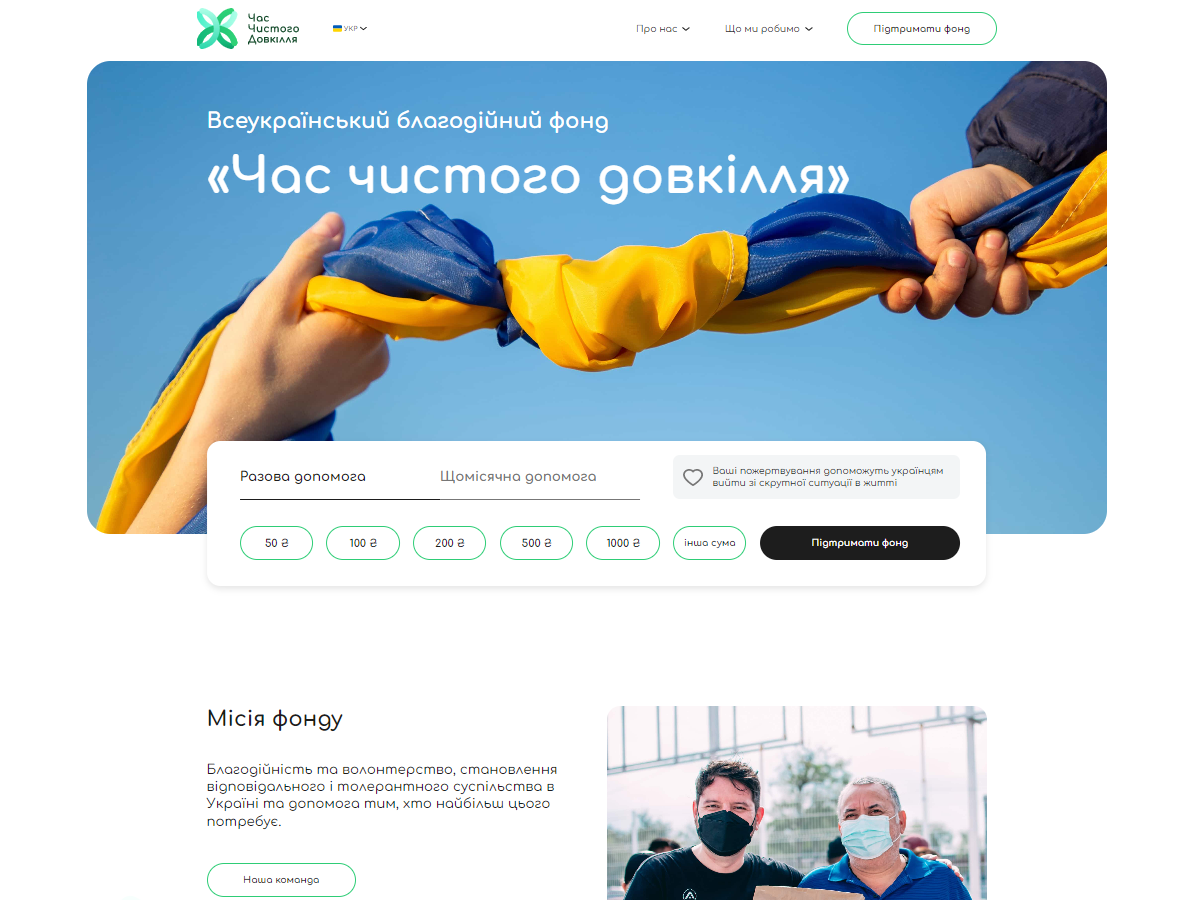 Час
Чистого
Довкілля
УКР
Про нас
Що ми робимо
Підтримати фонд
Всеукраїнський благодійний фонд
«Час чистого довкілля»
Разова допомога
Щомісячна допомога
Ваші пожертвування допоможуть українцям
вийти зі скрутної ситуації в житті
50 ₴
100 ₴
200 ₴
500 ₴
1000 ₴
інша сума
Підтримати фонд
Місія фонду
Благодійність та волонтерство, становлення
відповідального і толерантного суспільства в
Україні та допомога тим, хто найбільш цього
потребує.
Наша команда